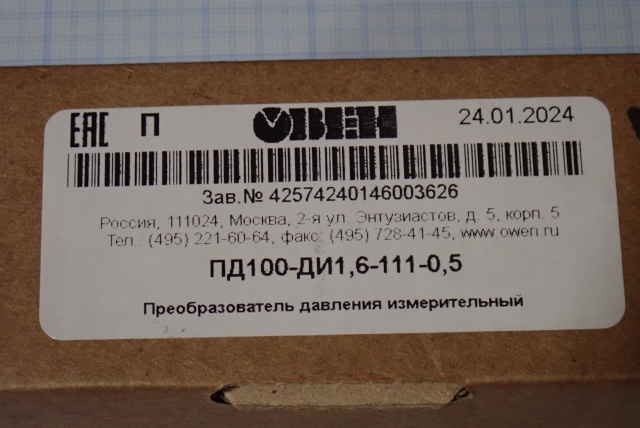 ЕАС П ОВЕН 24.01.2024
Зав.№ 42574240146003626
Россия, 111024, Москва, 2-я ул. Энтузиастов, д. 5, корп. 5.
Тел.: (495) 221-60-64, факс: (495) 728-41-45, www.owen.ru
ПД100-ДИ1,6-111-0,5
Преобразователь давления измерительный